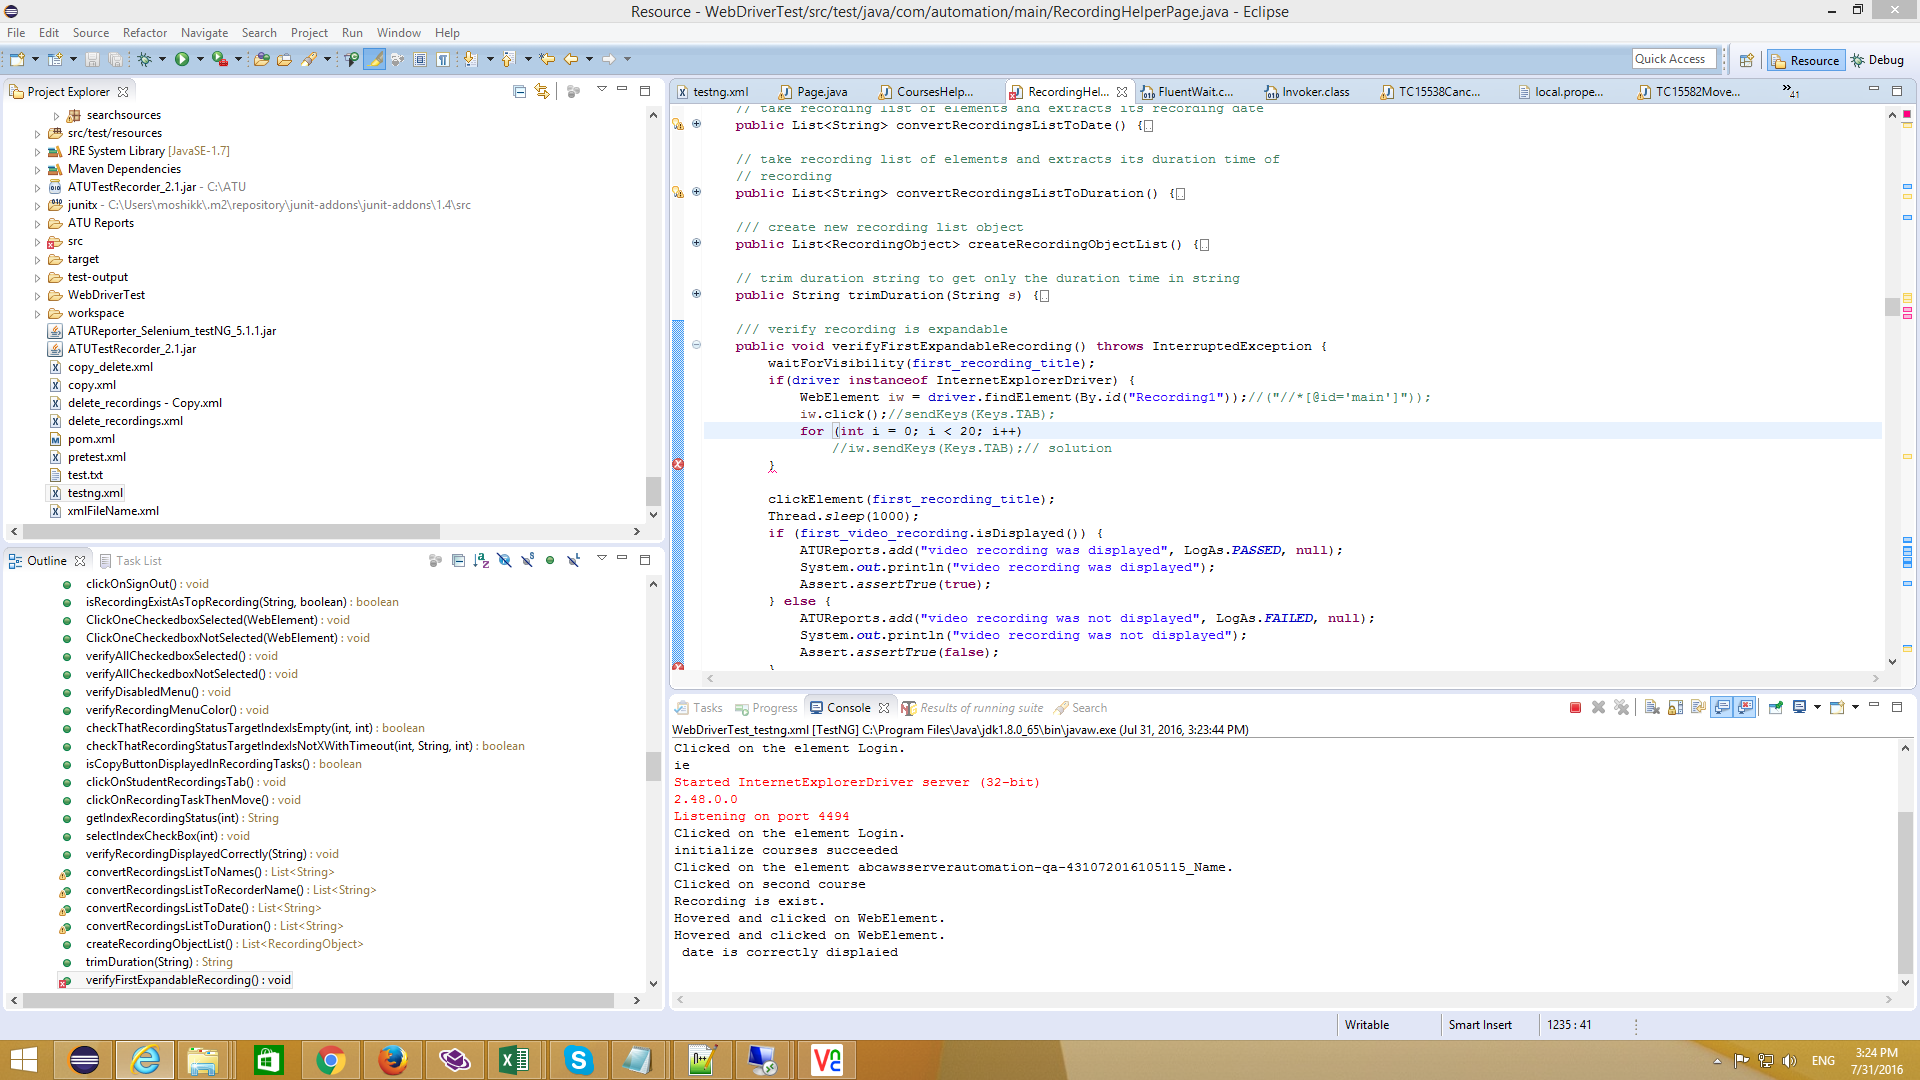 Resource - WebDriverTest/src/test/java/com/automation/main/RecordingHelperPage.java - Eclipse
File Edit Source Refactor Navigate Search Project Run Window Help
Quick Access
Resource
Debug
Project Explorer
searchsources
src/test/resources
JRE System Library [JavaSE-1.7]
Maven Dependencies
ATUTestRecorder_2.1.jar - C:\ATU
junitx - C:\Users\moshikk\.m2\repository\junit-addons\junit-addons\1.4\src
ATU Reports
src
target
test-output
WebDriverTest
workspace
ATUReporter_Selenium_testNG_5.1.1.jar
ATUTestRecorder_2.1.jar
copy_delete.xml
copy.xml
delete_recordings - Copy.xml
delete_recordings.xml
pom.xml
pretest.xml
test.txt
testng.xml
xmlFileName.xml
Outline Task List
clickOnSignOut() : void
isRecordingExistAsTopRecording(String, boolean) : boolean
ClickOneCheckedboxSelected(WebElement) : void
ClickOneCheckedboxNotSelected(WebElement) : void
verifyAllCheckedboxSelected() : void
verifyAllCheckedboxNotSelected() : void
verifyDisabledMenu() : void
verifyRecordingMenuColor() : void
checkThatRecordingStatusTargetIndexIsEmpty(int, int) : boolean
checkThatRecordingStatusTargetIndexIsNotXWithTimeout(int, String, int) : boolean
isCopyButtonDisplayedInRecordingTasks() : boolean
clickOnStudentRecordingsTab() : void
clickOnRecordingTaskThenMove() : void
getIndexRecordingStatus(int) : String
selectIndexCheckBox(int) : void
verifyRecordingDisplayedCorrectly(String) : void
convertRecordingsListToNames() : List<String>
convertRecordingsListToRecorderName() : List<String>
convertRecordingsListToDate() : List<String>
convertRecordingsListToDuration() : List<String>
createRecordingObjectList() : List<RecordingObject>
trimDuration(String) : String
verifyFirstExpandableRecording() : void
testng.xml Page.java CoursesHelp... RecordingHel... FluentWait.c... Invoker.class TC15538Canc... local.prope... TC15582Move... »41
// take recording list of elements and extracts its recording date
public List<String> convertRecordingsListToDate() {
// take recording list of elements and extracts its duration time of
// recording
public List<String> convertRecordingsListToDuration() {
/// create new recording list object
public List<RecordingObject> createRecordingObjectList() {
// trim duration string to get only the duration time in string
public String trimDuration(String s) {
/// verify recording is expandable
public void verifyFirstExpandableRecording() throws InterruptedException {
waitForVisibility(first_recording_title);
if(driver instanceof InternetExplorerDriver) {
WebElement iw = driver.findElement(By.id("Recording1"));//("//*[@id='main']"));
iw.click();//sendKeys(Keys.TAB);
for (int i = 0; i < 20; i++)
//iw.sendKeys(Keys.TAB);// solution
}
clickElement(first_recording_title);
Thread.sleep(1000);
if (first_video_recording.isDisplayed()) {
ATUReports.add("video recording was displayed", LogAs.PASSED, null);
System.out.println("video recording was displayed");
Assert.assertTrue(true);
} else {
ATUReports.add("video recording was not displayed", LogAs.FAILED, null);
System.out.println("video recording was not displayed");
Assert.assertTrue(false);
}
Tasks Progress Console Results of running suite Search
WebDriverTest_testng.xml [TestNG] C:\Program Files\Java\jdk1.8.0_65\bin\javaw.exe (Jul 31, 2016, 3:23:44 PM)
Clicked on the element Login.
ie
Started InternetExplorerDriver server (32-bit)
2.48.0.0
Listening on port 4494
Clicked on the element Login.
initialize courses succeeded
Clicked on the element abcawsserverautomation-qa-431072016105115_Name.
Clicked on second course
Recording is exist.
Hovered and clicked on WebElement.
Hovered and clicked on WebElement.
date is correctly displaied
Writable Smart Insert 1235 : 41
ENG
3:24 PM
7/31/2016